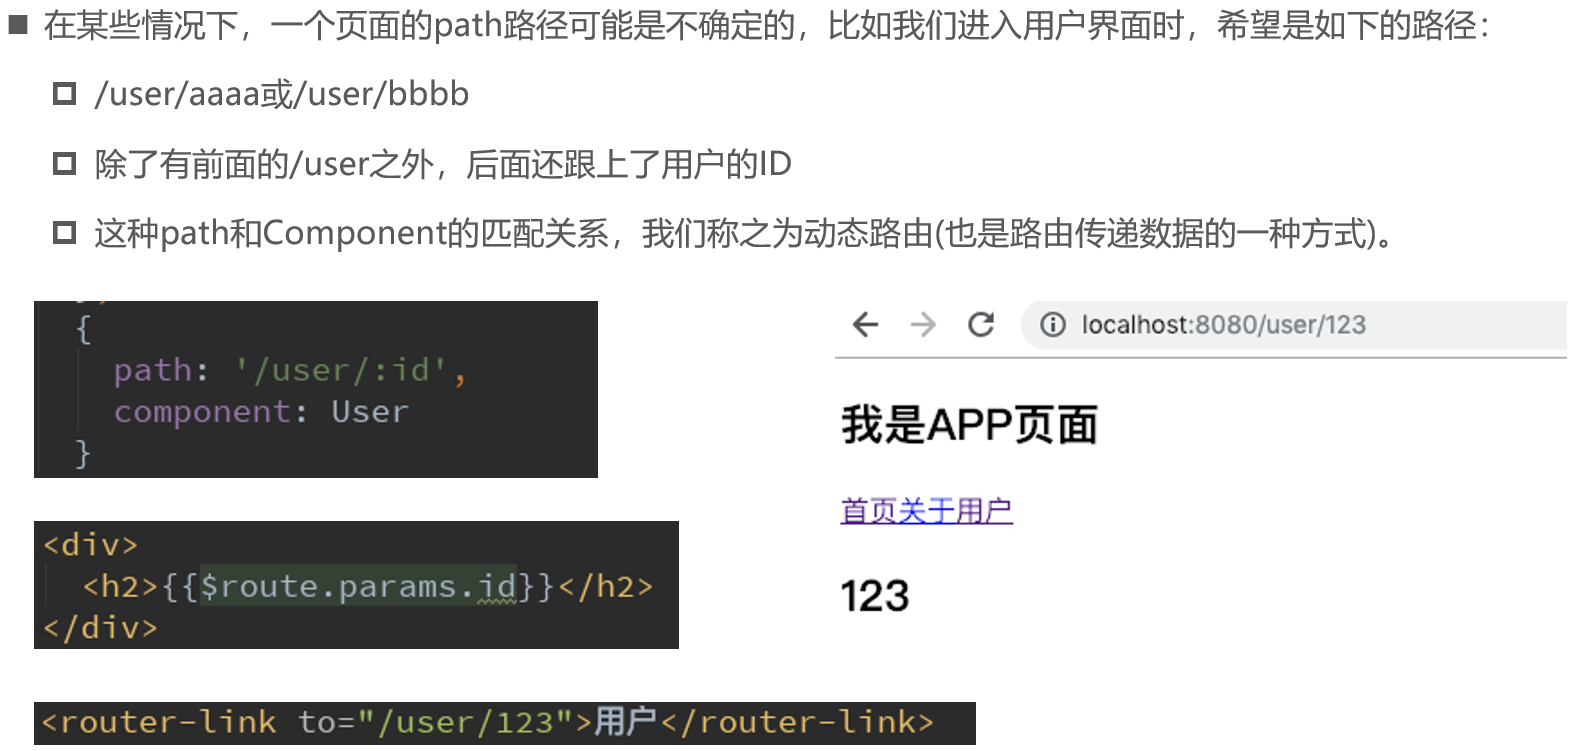 在某些情况下，一个页面的path路径可能是不确定的，比如我们进入用户界面时，希望是如下的路径：
/user/aaaa或/user/bbbb
除了有前面的/user之外，后面还跟上了用户的ID
这种path和Component的匹配关系，我们称之为动态路由(也是路由传递数据的一种方式)。
{
path: '/user/:id',
component: User
}
<div>
<h2>{{$route.params.id}}</h2>
</div>
<router-link to="/user/123">用户</router-link>
localhost:8080/user/123
我是APP页面
首页关于用户
123